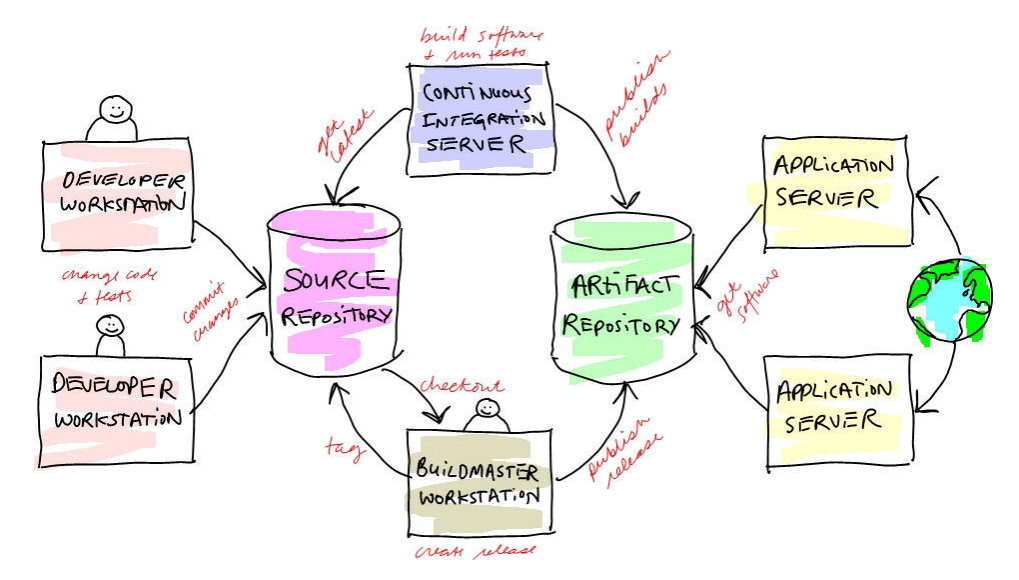 build software
+ run tests
CONTINUOUS
INTEGRATION
SERVER
get
latest
publish
builds
DEVELOPER
WORKSTATION
change code
+ tests
DEVELOPER
WORKSTATION
commit
changes
SOURCE
REPOSITORY
ARTIFACT
REPOSITORY
APPLICATION
SERVER
get
software
APPLICATION
SERVER
checkout
tag
BUILDMASTER
WORKSTATION
create release
publish
release